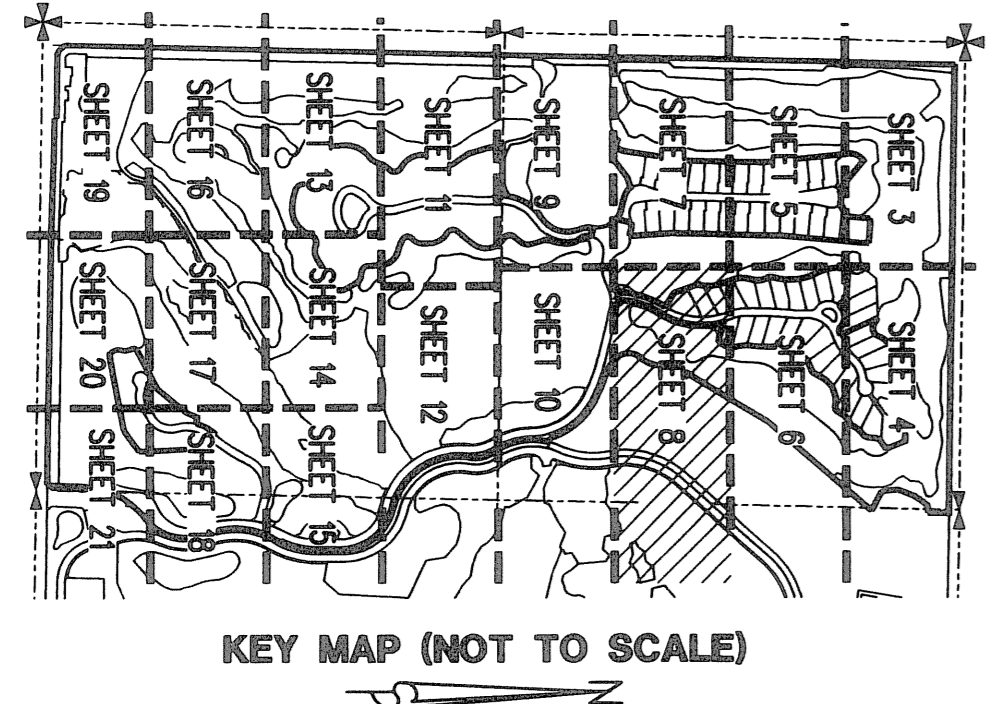 SHEET 3
SHEET 5
SHEET 7
SHEET 9
SHEET 11
SHEET 13
SHEET 16
SHEET 19
SHEET 4
SHEET 6
SHEET 8
SHEET 10
SHEET 12
SHEET 14
SHEET 17
SHEET 20
SHEET 15
SHEET 18
SHEET 21
KEY MAP (NOT TO SCALE)
N